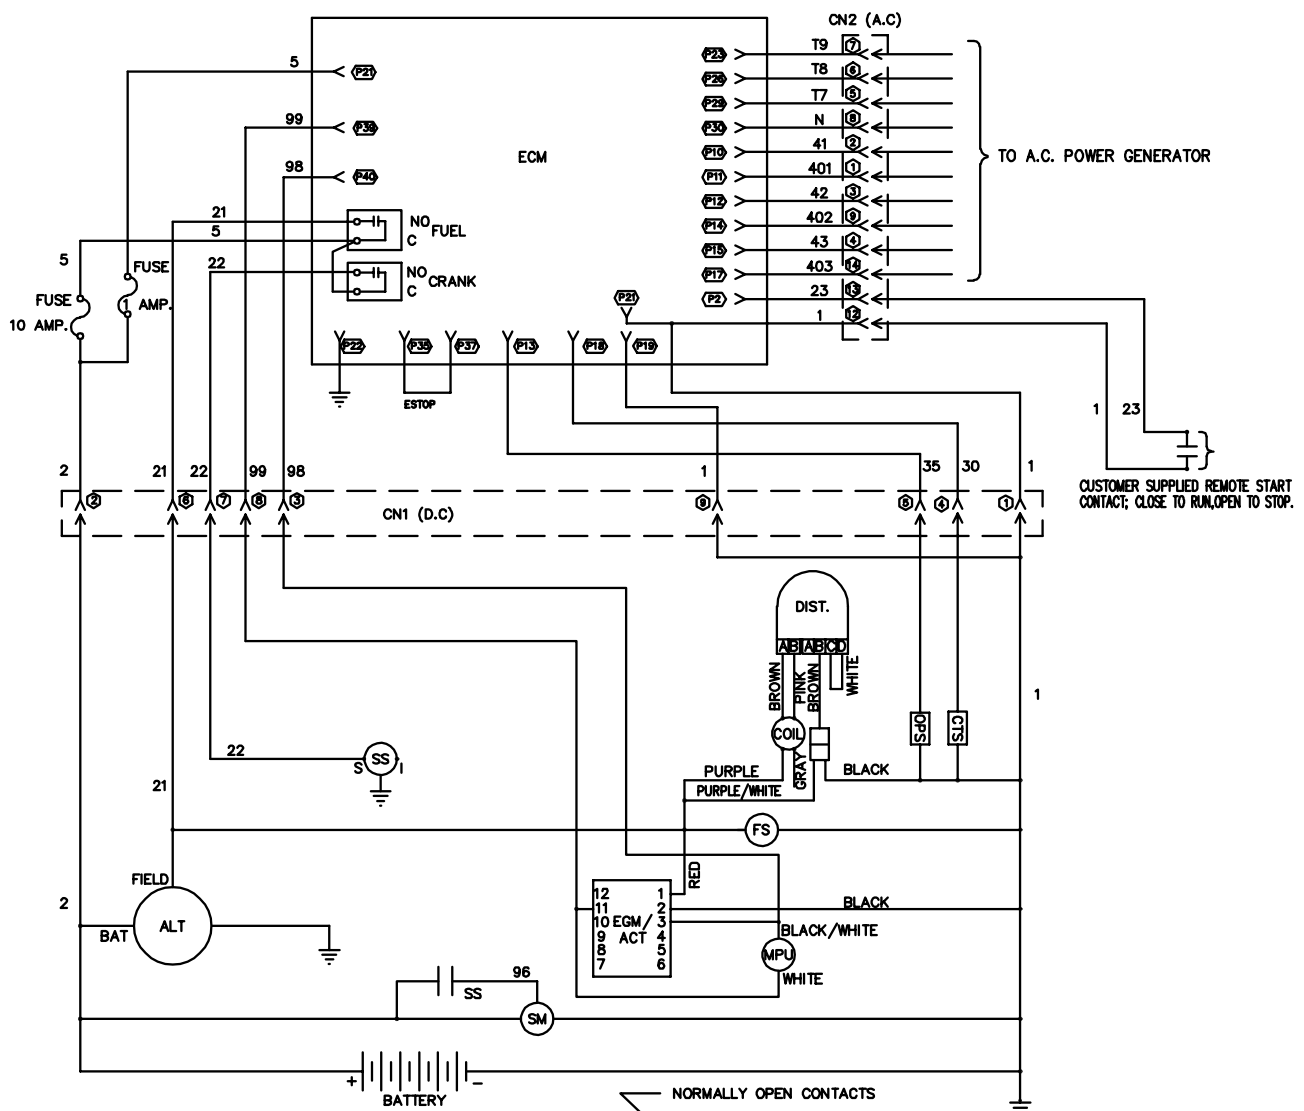 CN2 (A.C)
P23 T9 7
5 P21
P26 T8 6
P29 T7 5
99 P39
P30 N 8
P10 41 2
ECM
TO A.C. POWER GENERATOR
98 P40
P11 401 1
P12 42 3
21 NO FUEL
P14 402 9
5 C
P15 43 4
5 22 NO CRANK
FUSE
P17 403 14
C
FUSE
10 AMP.
1 AMP.
P21
P2 23 13
1 12
P22 P35 P37 P13 P18 P19
ESTOP
1 23
2 21 22 99 98 1 35 30 1
CUSTOMER SUPPLIED REMOTE START
CONTACT; CLOSE TO RUN,OPEN TO STOP.
2 6 7 8 3 9 5 4 1
CN1 (D.C)
DIST.
A B A B C D
BROWN
PINK
BROWN
WHITE
1
COIL
OPS
CTS
22
S SS I
GRAY
PURPLE
BLACK
21
PURPLE/WHITE
FS
RED
FIELD
12 1
2
11 2
BLACK
ALT
10 EGM/ 3
BAT
ACT
9 4
BLACK/WHITE
8 5
7 6
MPU
96
SS
WHITE
SM
+ -
BATTERY
NORMALLY OPEN CONTACTS